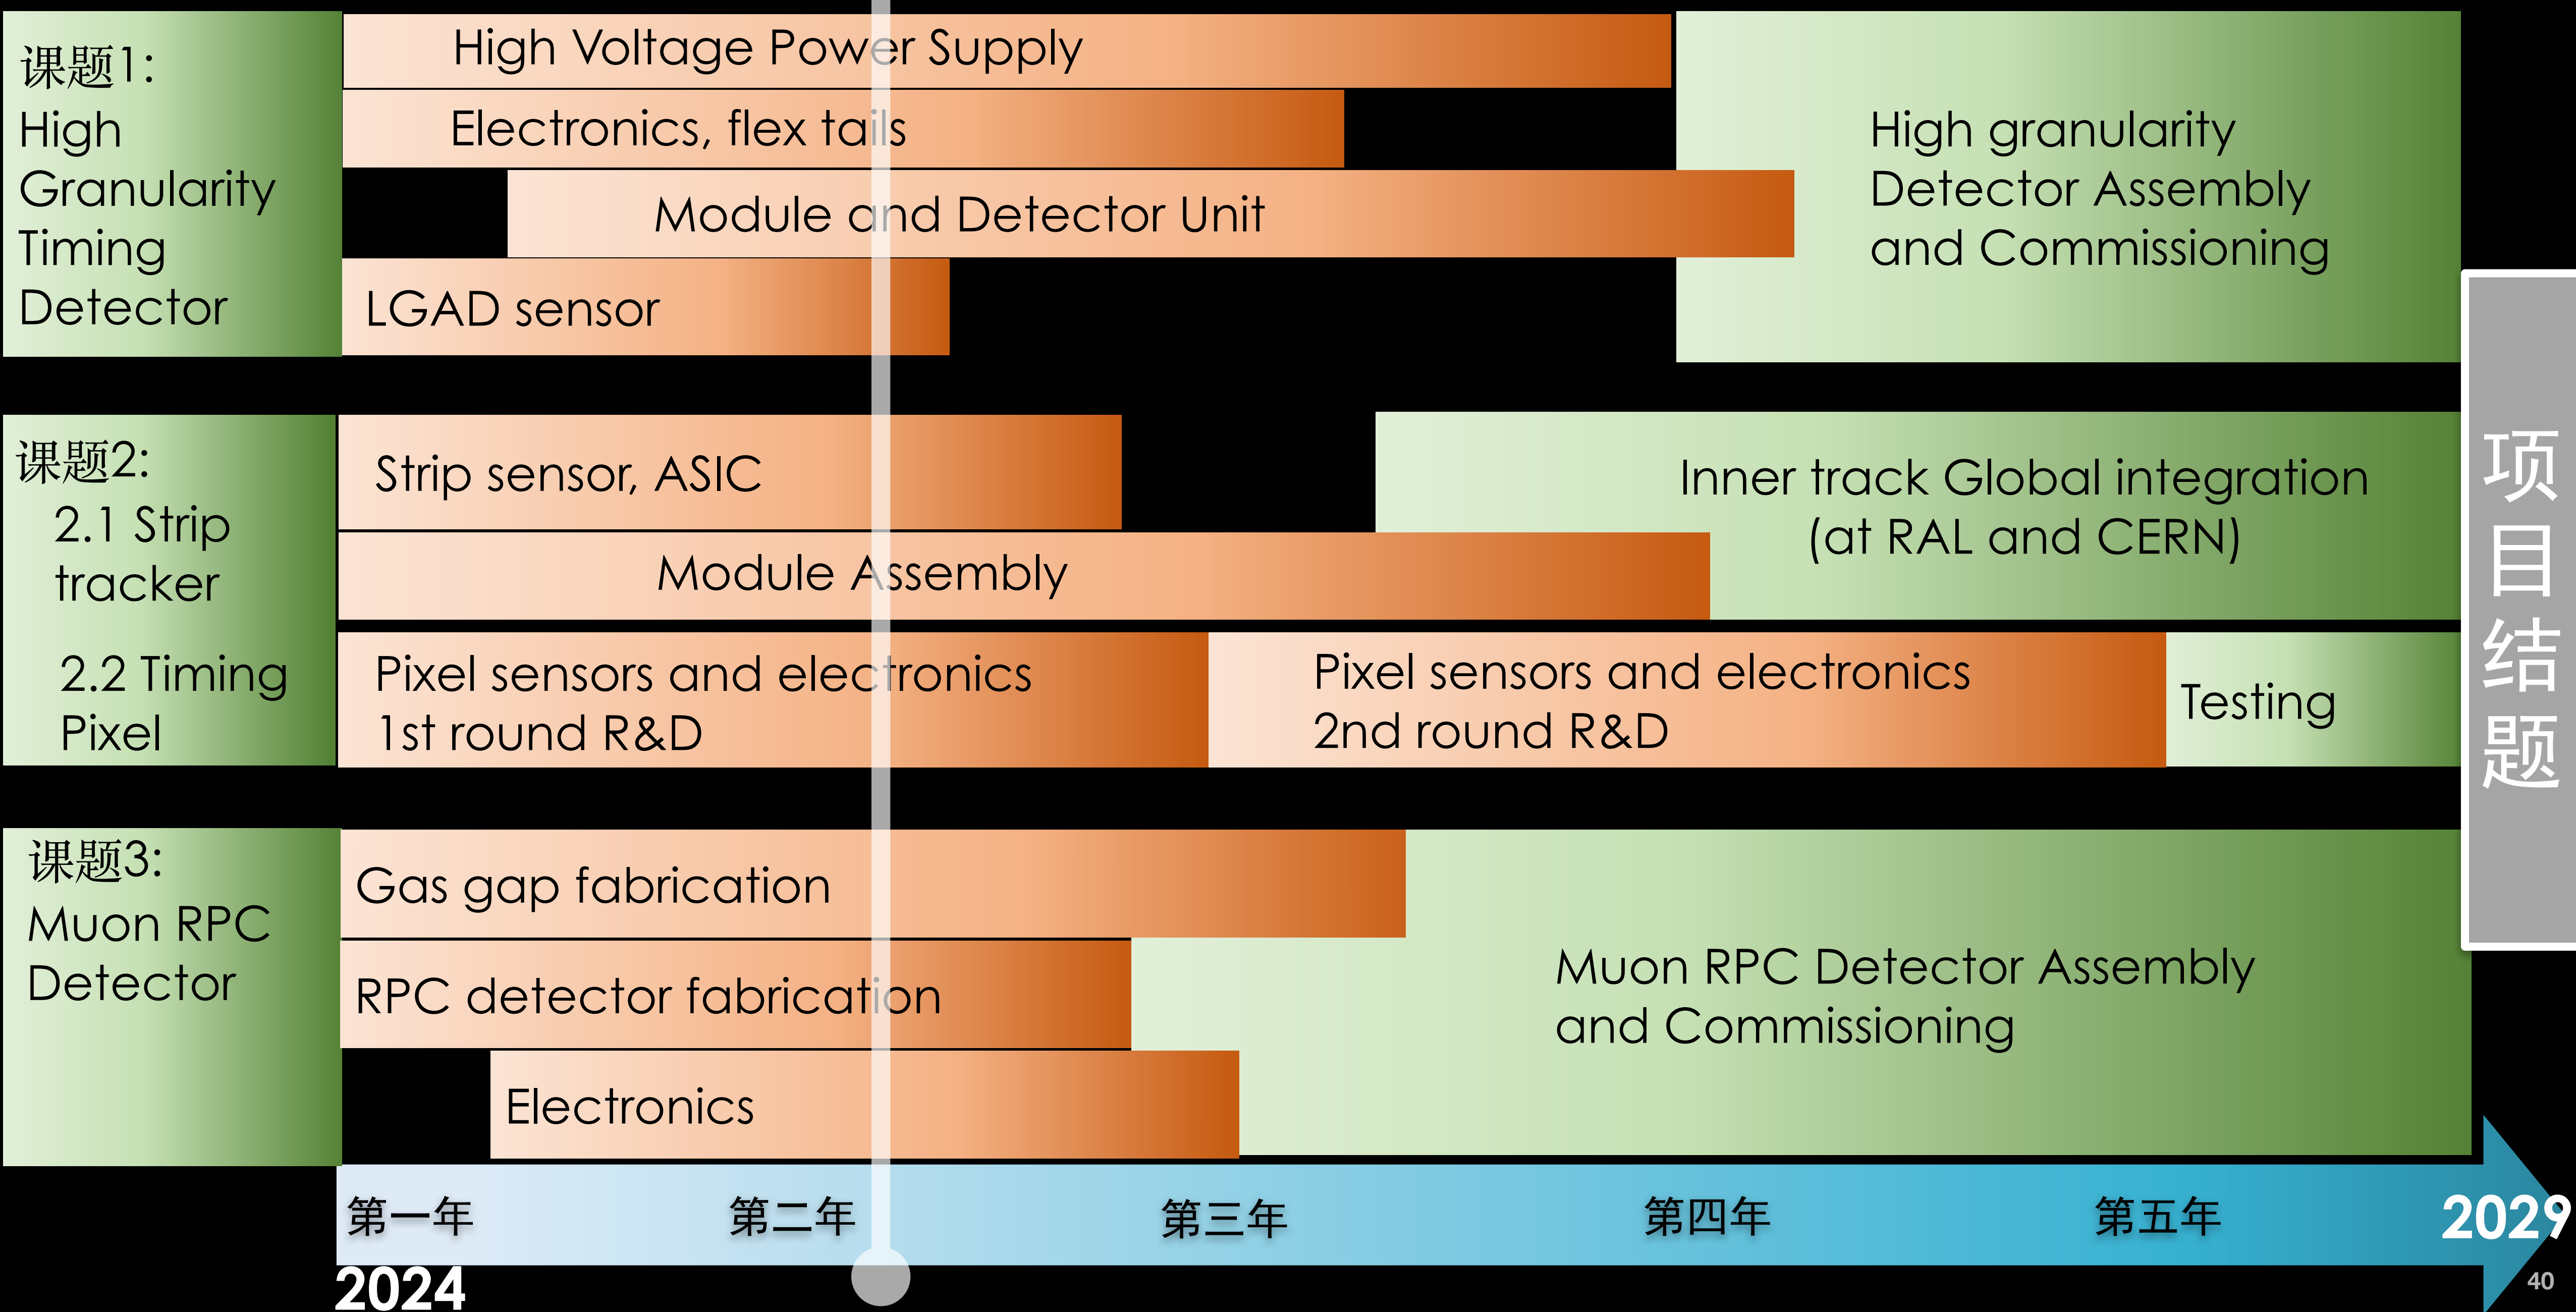 课题1:
High
Granularity
Timing
Detector
High Voltage Power Supply
Electronics, flex tails
Module and Detector Unit
LGAD sensor
High granularity
Detector Assembly
and Commissioning
课题2:
2.1 Strip
tracker
2.2 Timing
Pixel
Strip sensor, ASIC
Module Assembly
Inner track Global integration
(at RAL and CERN)
Pixel sensors and electronics
1st round R&D
Pixel sensors and electronics
2nd round R&D
Testing
课题3:
Muon RPC
Detector
Gas gap fabrication
RPC detector fabrication
Electronics
Muon RPC Detector Assembly
and Commissioning
项
目
结
题
第一年
第二年
第三年
第四年
第五年
2029
2024
40